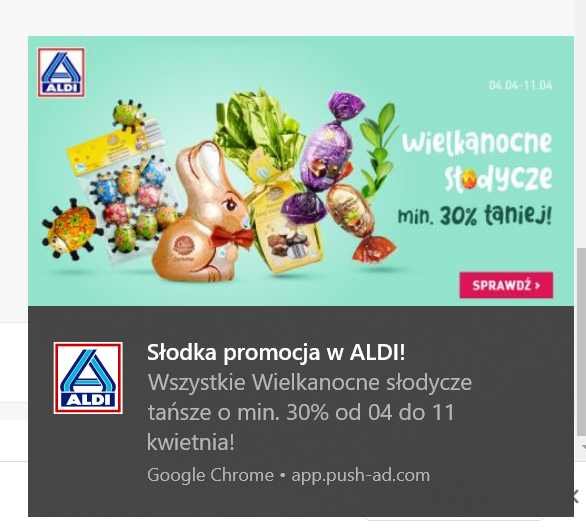 ALDI
04.04-11.04
wielkanocne
słodycze
min. 30% taniej!
SPRAWDŹ ›
ALDI
Słodka promocja w ALDI!
Wszystkie Wielkanocne słodycze
tańsze o min. 30% od 04 do 11
kwietnia!
Google Chrome • app.push-ad.com